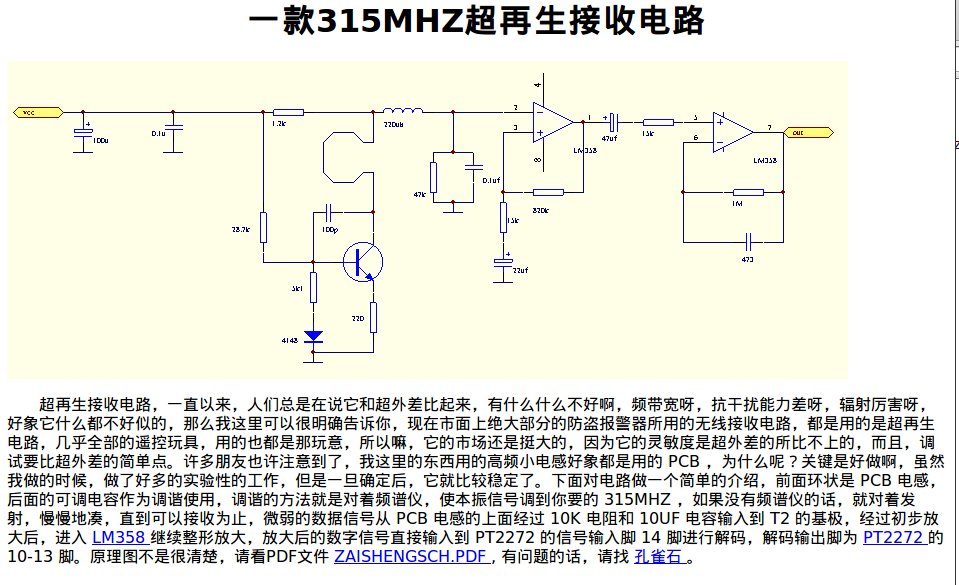 一款315MHZ超再生接收电路
vcc
100u
0.1u
1.2k
220uh
2
3
4
8
1
LM358
47uf
15k
5
6
7
LM358
out
47k
0.1uf
820k
1M
15k
473
100p
28.7k
22uf
5k1
220
4148
超再生接收电路，一直以来，人们总是在说它和超外差比起来，有什么什么不好啊，频带宽呀，抗干扰能力差呀，辐射厉害呀，
好象它什么都不好似的，那么我这里可以很明确告诉你，现在市面上绝大部分的防盗报警器所用的无线接收电路，都是用的是超再生
电路，几乎全部的遥控玩具，用的也都是那玩意，所以嘛，它的市场还是挺大的，因为它的灵敏度是超外差的所比不上的，而且，调
试要比超外差的简单点。许多朋友也许注意到了，我这里的东西用的高频小电感好象都是用的 PCB ，为什么呢？关键是好做啊，虽然
我做的时候，做了好多的实验性的工作，但是一旦确定后，它就比较稳定了。下面对电路做一个简单的介绍，前面环状是 PCB 电感，
后面的可调电容作为调谐使用，调谐的方法就是对着频谱仪，使本振信号调到你要的 315MHZ ，如果没有频谱仪的话，就对着发
射，慢慢地凑，直到可以接收为止，微弱的数据信号从 PCB 电感的上面经过 10K 电阻和 10UF 电容输入到 T2 的基极，经过初步放
大后，进入 LM358 继续整形放大，放大后的数字信号直接输入到 PT2272 的信号输入脚 14 脚进行解码，解码输出脚为 PT2272 的
10-13 脚。原理图不是很清楚，请看PDF文件 ZAISHENGSCH.PDF , 有问题的话，请找 孔雀石 。